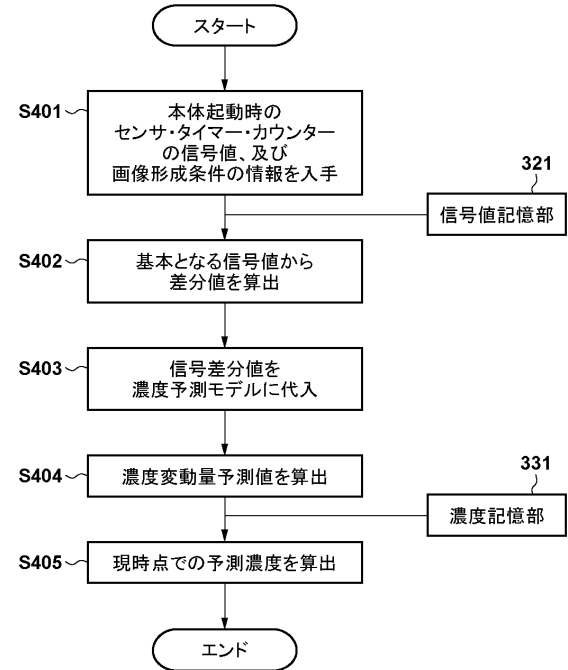 スタート
S401
本体起動時の
センサ・タイマー・カウンター
の信号値、及び
画像形成条件の情報を入手
321
信号値記憶部
S402
基本となる信号値から
差分値を算出
S403
信号差分値を
濃度予測モデルに代入
S404
濃度変動量予測値を算出
331
濃度記憶部
S405
現時点での予測濃度を算出
エンド